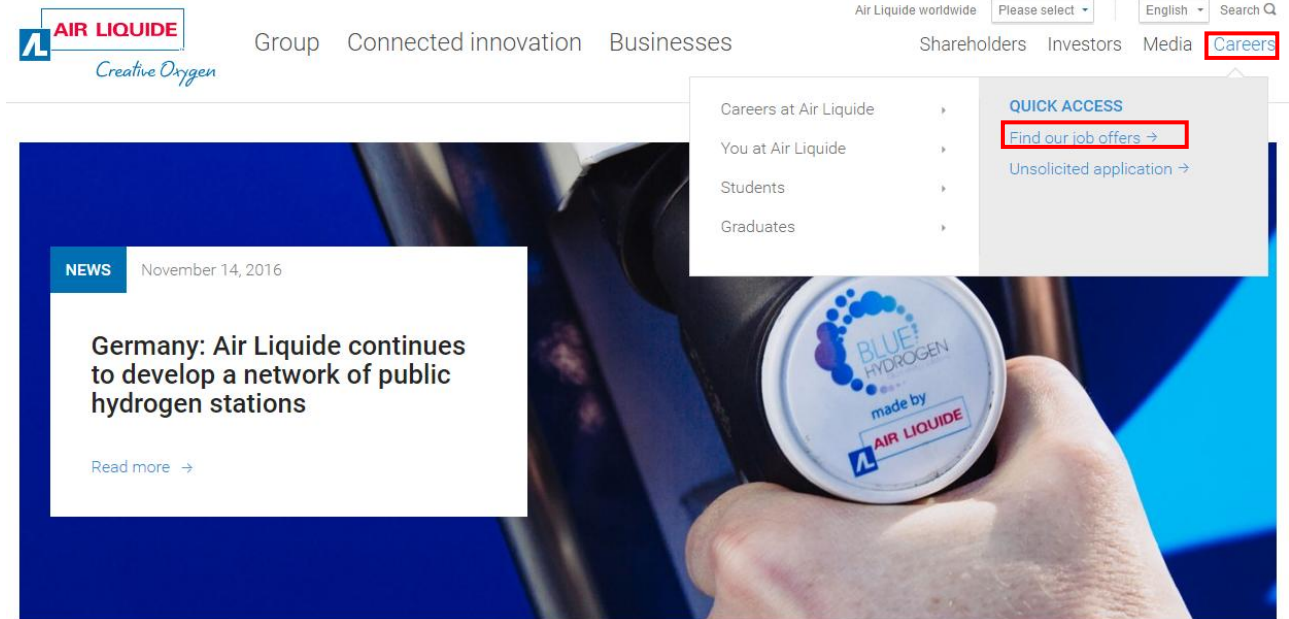 Air Liquide worldwide Please select English Search
AIR LIQUIDE
Creative Oxygen
Group Connected innovation Businesses
Shareholders Investors Media Careers
Careers at Air Liquide
You at Air Liquide
Students
Graduates
QUICK ACCESS
Find our job offers →
Unsolicited application →
NEWS November 14, 2016
Germany: Air Liquide continues
to develop a network of public
hydrogen stations
Read more →
BLUE
HYDROGEN
made by
AIR LIQUIDE